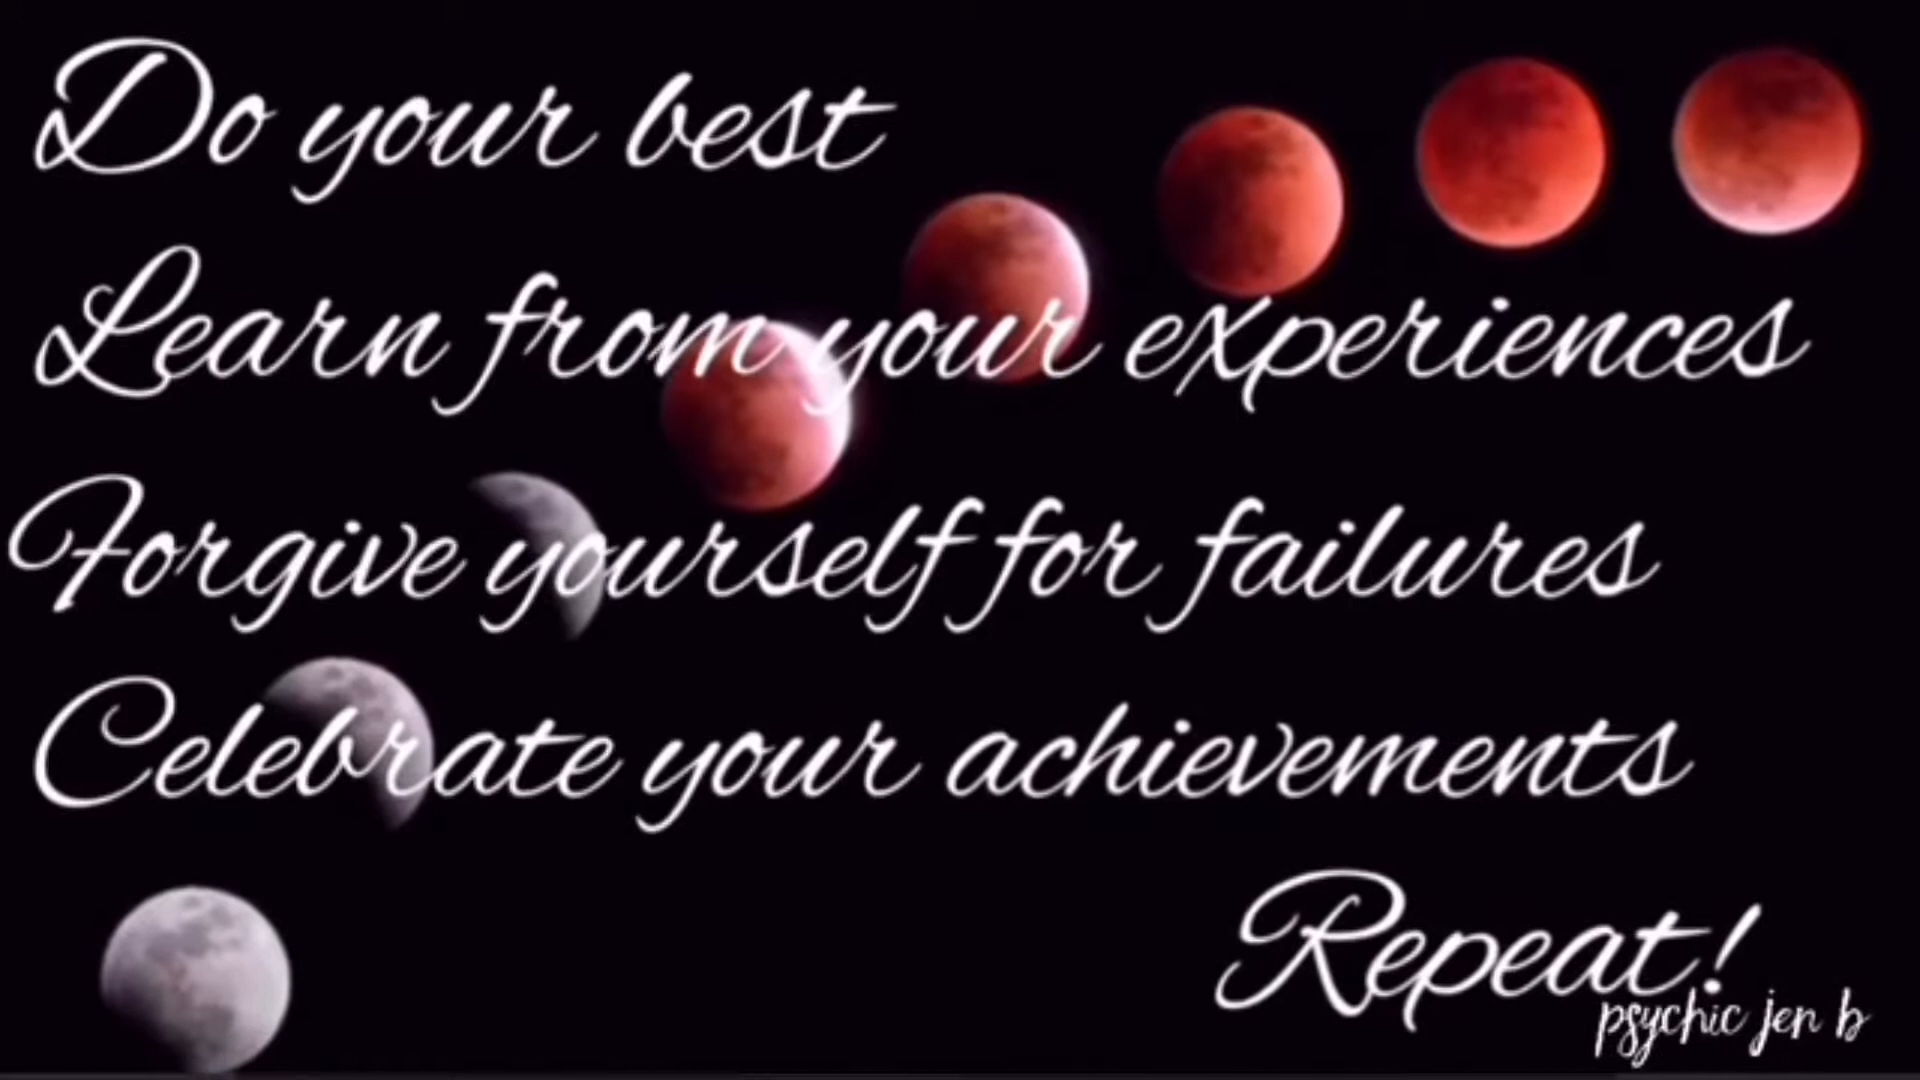 Do your best
Learn from your experiences
Forgive yourself for failures
Celebrate your achievements
Repeat!
psychic jen b